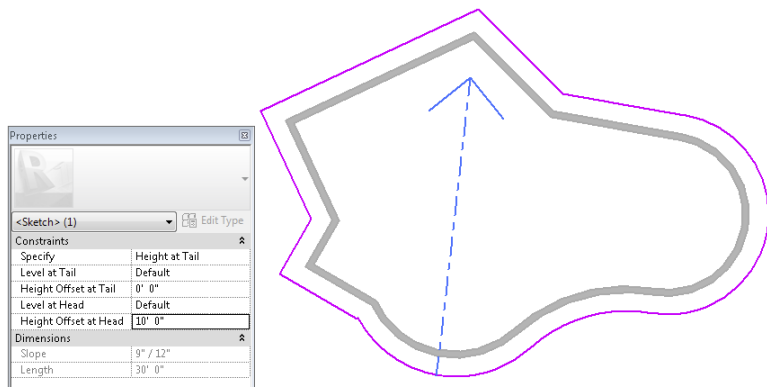 Properties
<Sketch> (1) Edit Type
Constraints
Specify Height at Tail
Level at Tail Default
Height Offset at Tail 0' 0"
Level at Head Default
Height Offset at Head 10' 0"
Dimensions
Slope 9" / 12"
Length 30' 0"